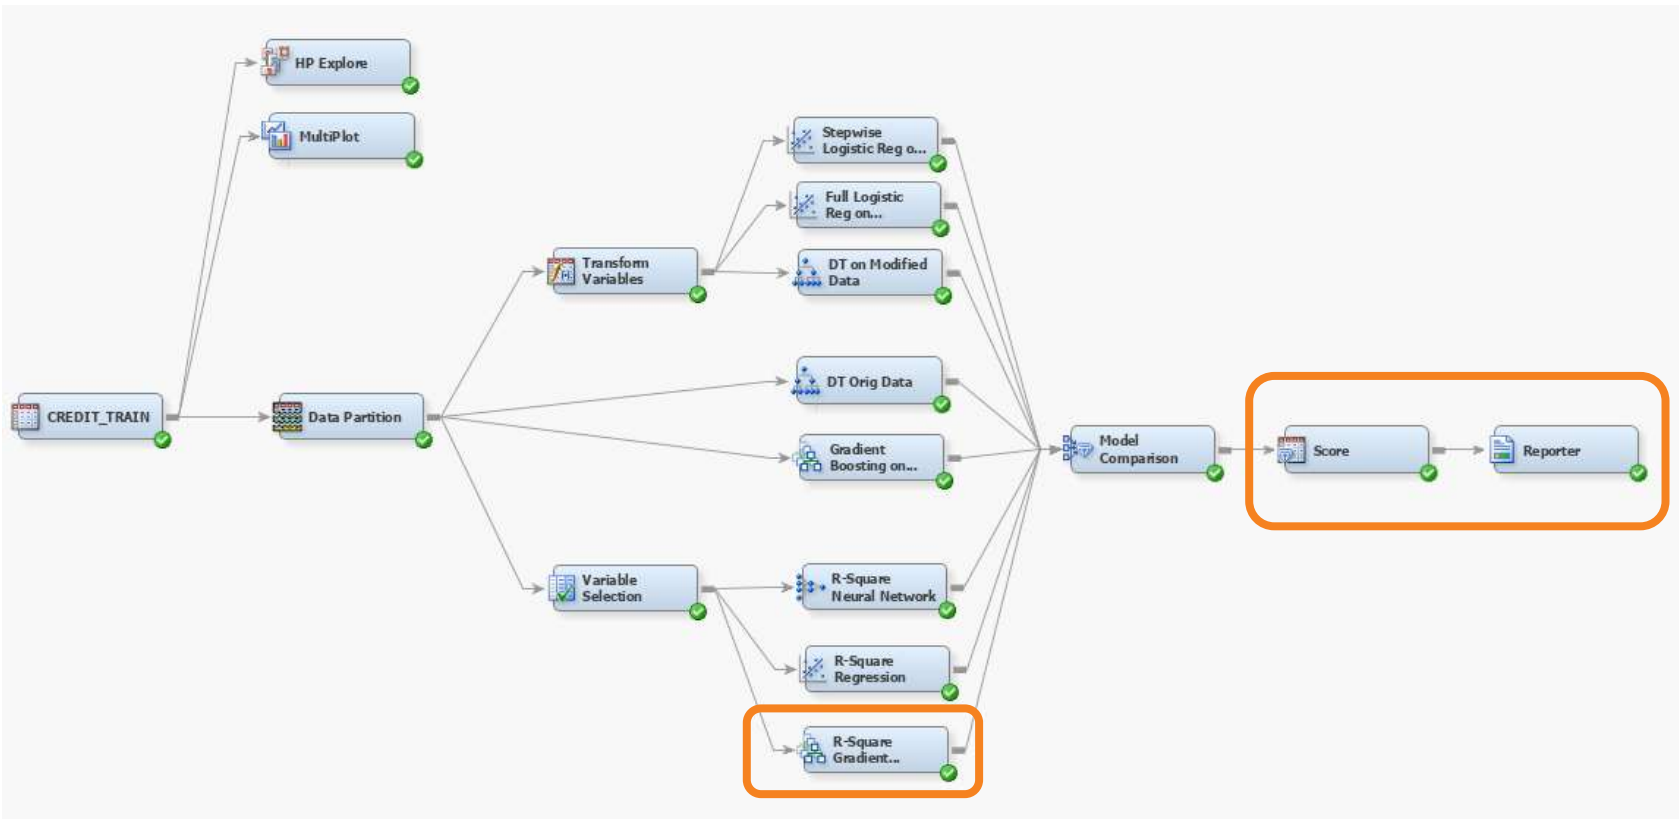 HP Explore
MultiPlot
Stepwise
Logistic Reg o...
Full Logistic
Reg on...
Transform
Variables
DT on Modified
Data
DT Orig Data
CREDIT_TRAIN
Data Partition
Gradient
Boosting on...
Model
Comparison
Score
Reporter
Variable
Selection
R-Square
Neural Network
R-Square
Regression
R-Square
Gradient...